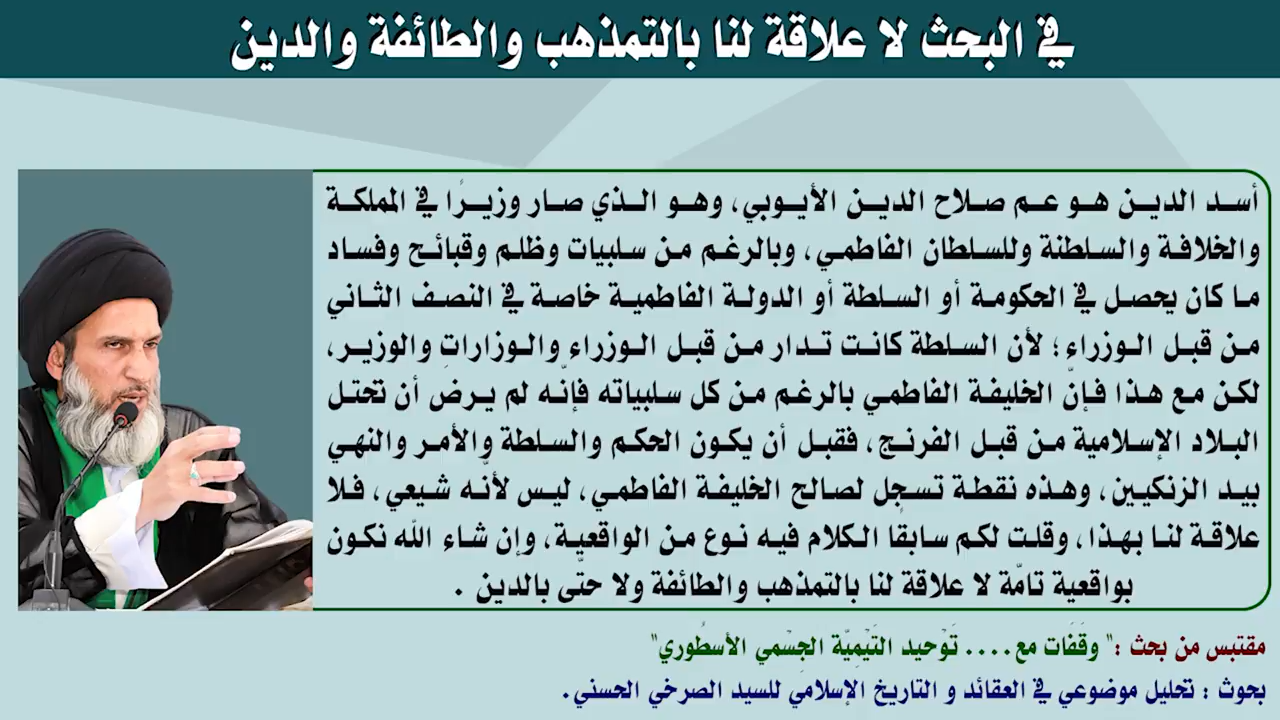 في البحث لا علاقة لنا بالتمذهب والطائفة والدين
أسد الدين هو عم صلاح الدين الأيوبي، وهو الذي صار وزيرًا في المملكة
والخلافة والسلطنة وللسلطان الفاطمي، وبالرغم من سلبيات وظلم وقبائح وفساد
ما كان يحصل في الحكومة أو السلطة أو الدولة الفاطمية خاصة في النصف الثاني
من قبل الوزراءِ؛ لأن السلطة كانت تدار من قبل الوزراءِ والوزاراتِ والوزير،
لكن مع هذا فإنّ الخليفة الفاطمي بالرغم من كل سلبياته فإنّه لم يرضَ أن تحتل
البلاد الإسلامية من قبل الفرنج، فقبل أن يكون الحكم والسلطة والأمر والنهي
بيد الزنكيين، وهذه نقطة تسجل لصالح الخليفة الفاطمي، ليس لأنّه شيعي، فلا
علاقة لنا بهذا، وقلت لكم سابقا الكلام فيه نوع من الواقعية، وإن شاء الله نكون
بواقعية تامّة لا علاقة لنا بالتمذهب والطائفة ولا حتّى بالدين .
مقتبس من بحث :" وقَفَات مع.... تَوْحيد التَيْمِيّة الجِسْمي الأسطُوري"
بحوث : تحليل موضوعي في العقائد و التاريخ الإسلامي للسيد الصرخي الحسني.